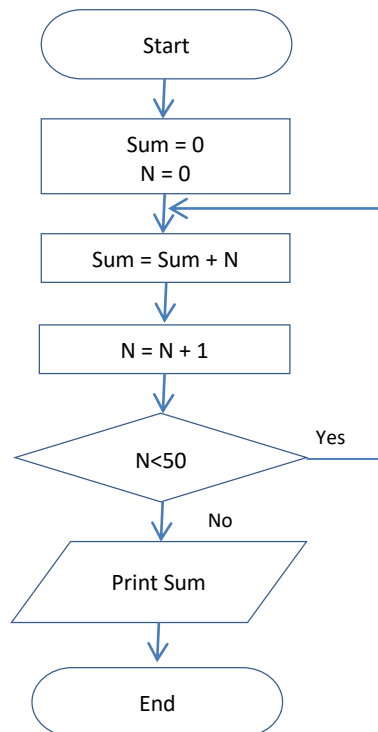 Start
Sum = 0
N = 0
Sum = Sum + N
N = N + 1
N<50
Yes
No
Print Sum
End